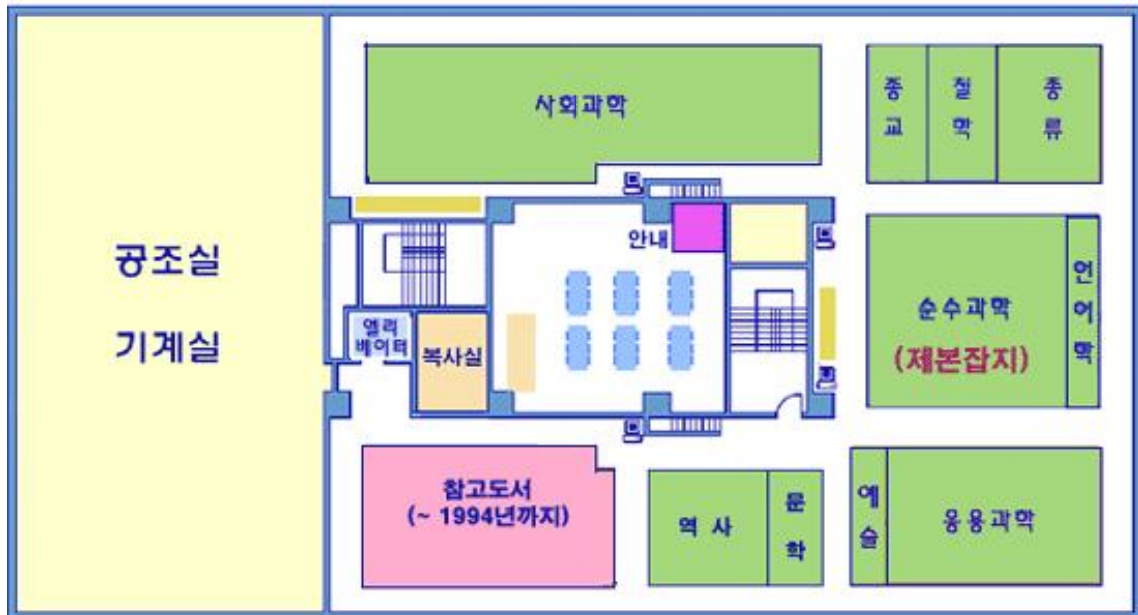 사회과학
종교
철학
총류
공조실
기계실
안내
엘리
베이터
복사실
순수과학
(제본잡지)
언어학
참고도서
(~ 1994년까지)
역 사
문학
예술
응용과학